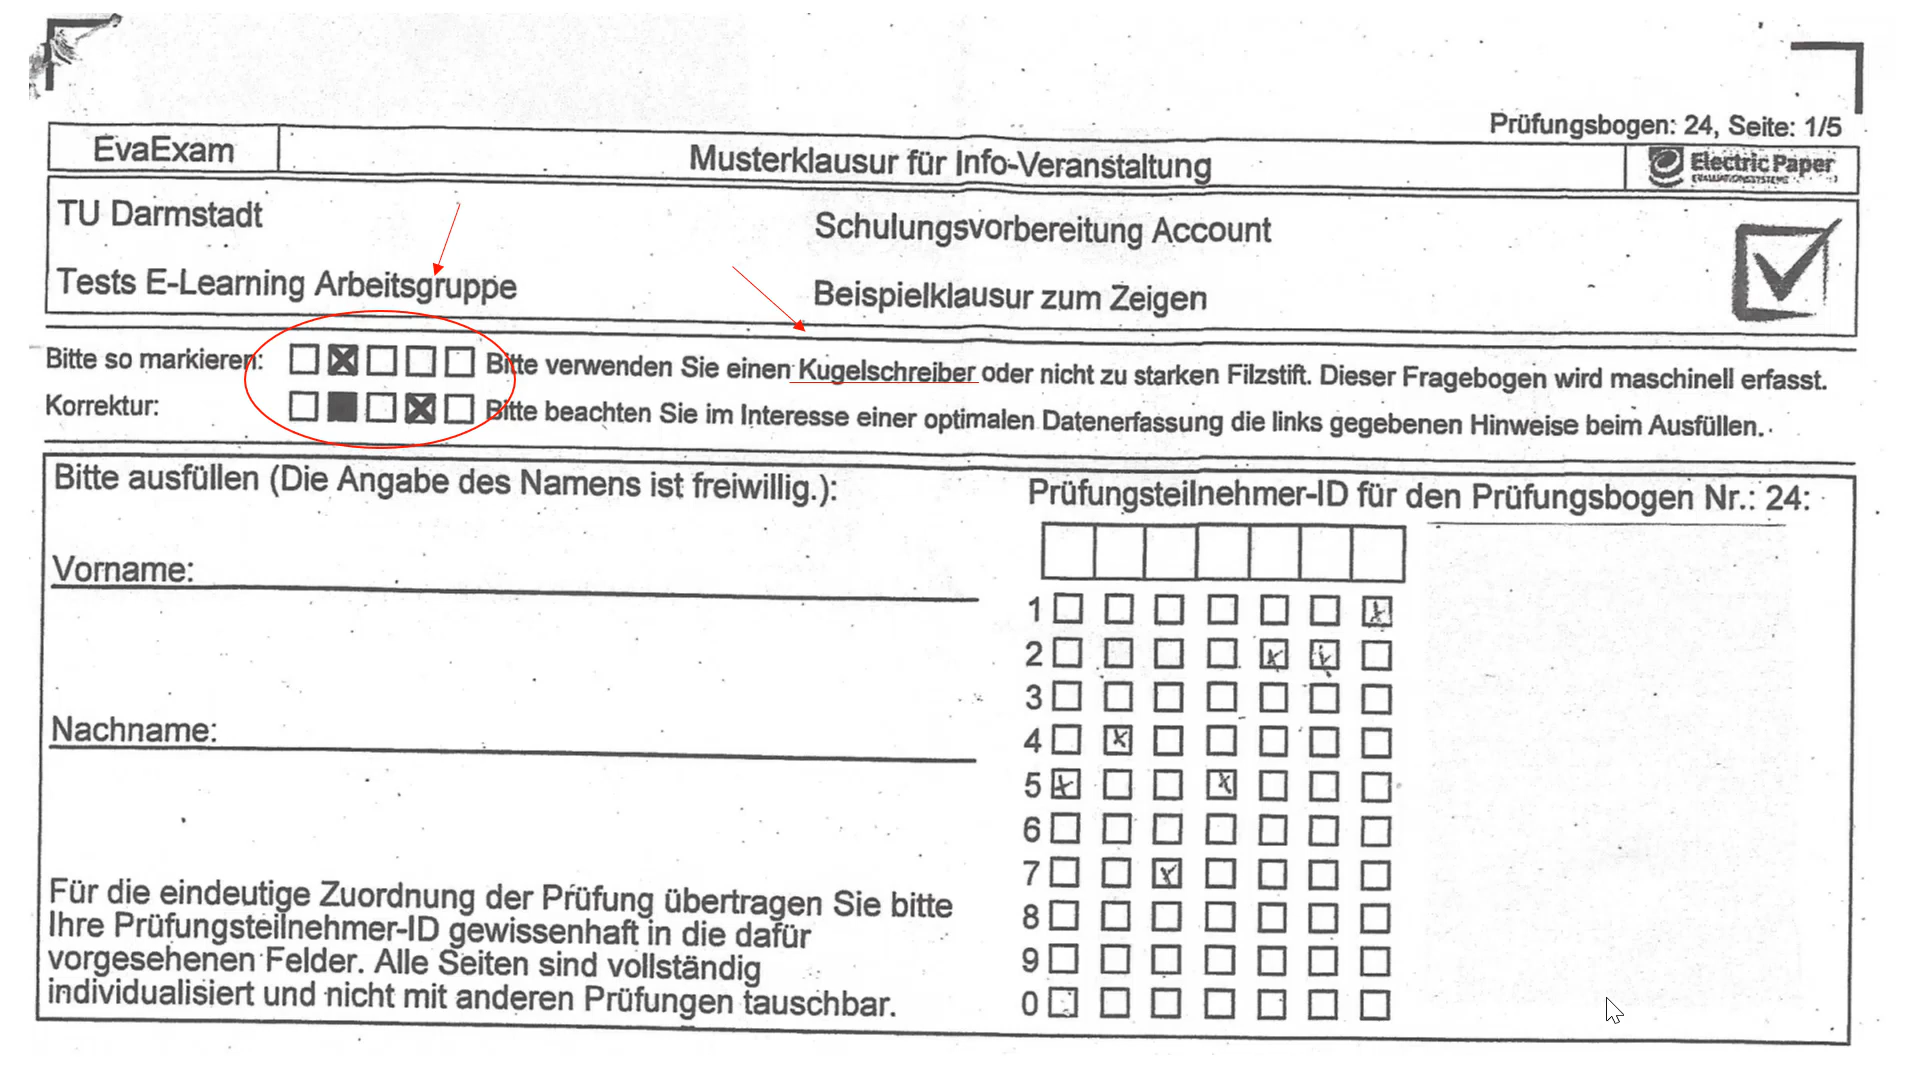 Prüfungsbogen: 24, Seite: 1/5
EvaExam
Musterklausur für Info-Veranstaltung
Electric Paper
EVALUATIONSSYSTEME
TU Darmstadt
Schulungsvorbereitung Account
Tests E-Learning Arbeitsgruppe
Beispielklausur zum Zeigen
Bitte so markieren: Bitte verwenden Sie einen Kugelschreiber oder nicht zu starken Filzstift. Dieser Fragebogen wird maschinell erfasst.
Korrektur: Bitte beachten Sie im Interesse einer optimalen Datenerfassung die links gegebenen Hinweise beim Ausfüllen.
Bitte ausfüllen (Die Angabe des Namens ist freiwillig.):
Vorname:
Nachname:
Für die eindeutige Zuordnung der Prüfung übertragen Sie bitte
Ihre Prüfungsteilnehmer-ID gewissenhaft in die dafür
vorgesehenen Felder. Alle Seiten sind vollständig
individualisiert und nicht mit anderen Prüfungen tauschbar.
Prüfungsteilnehmer-ID für den Prüfungsbogen Nr.: 24:
1
2
3
4
5
6
7
8
9
0